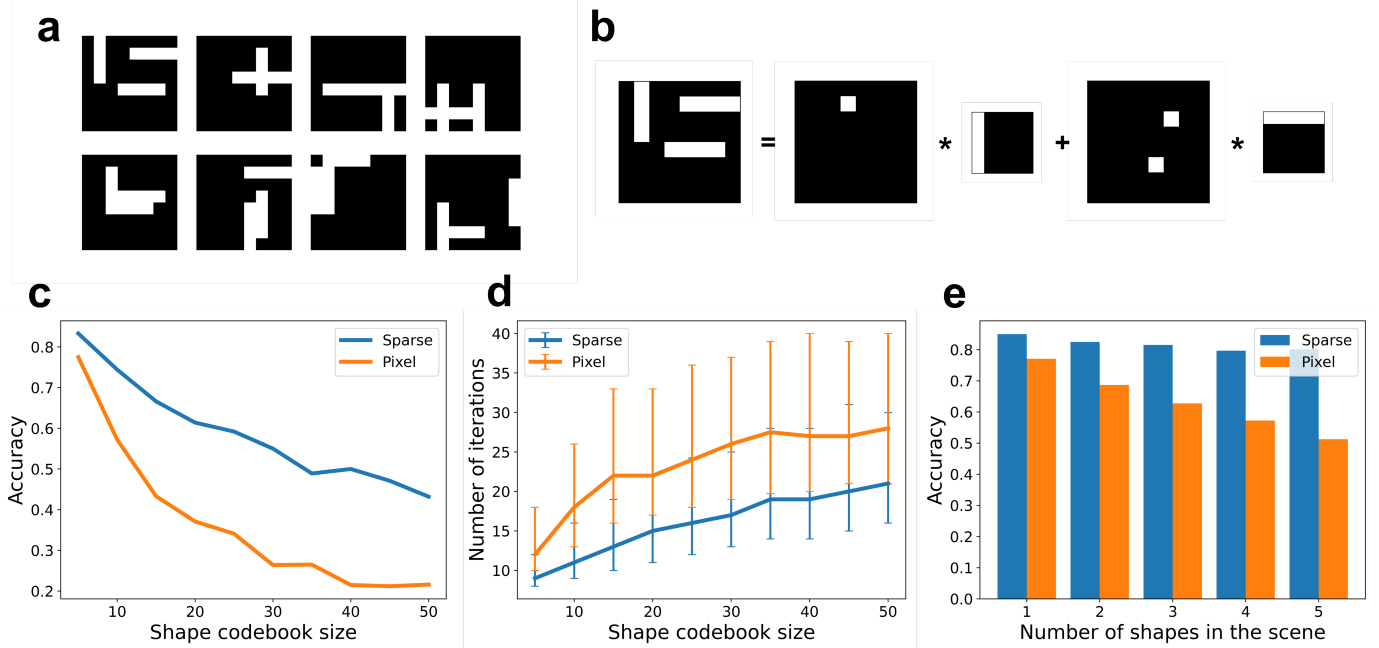 a
b
=
*
+
*
c
Sparse
Pixel
0.8
0.7
0.6
0.5
0.4
0.3
0.2
Accuracy
10 20 30 40 50
Shape codebook size
d
Sparse
Pixel
40
35
30
25
20
15
10
Number of iterations
10 20 30 40 50
Shape codebook size
e
Sparse
Pixel
0.8
0.7
0.6
0.5
0.4
0.3
0.2
0.1
0.0
Accuracy
1 2 3 4 5
Number of shapes in the scene